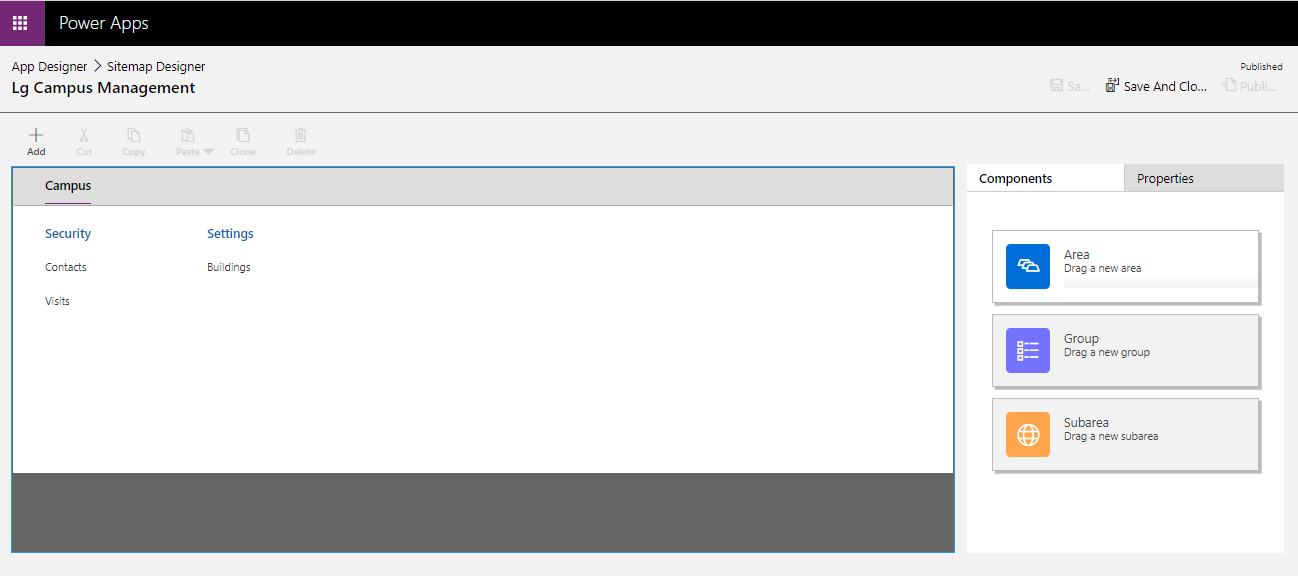 Power Apps
App Designer > Sitemap Designer
Published
Lg Campus Management
Sa...
Save And Clo...
Publi...
Add
Cut
Copy
Paste
Clone
Delete
Campus
Security
Settings
Contacts
Buildings
Visits
Components
Properties
Area
Drag a new area
Group
Drag a new group
Subarea
Drag a new subarea